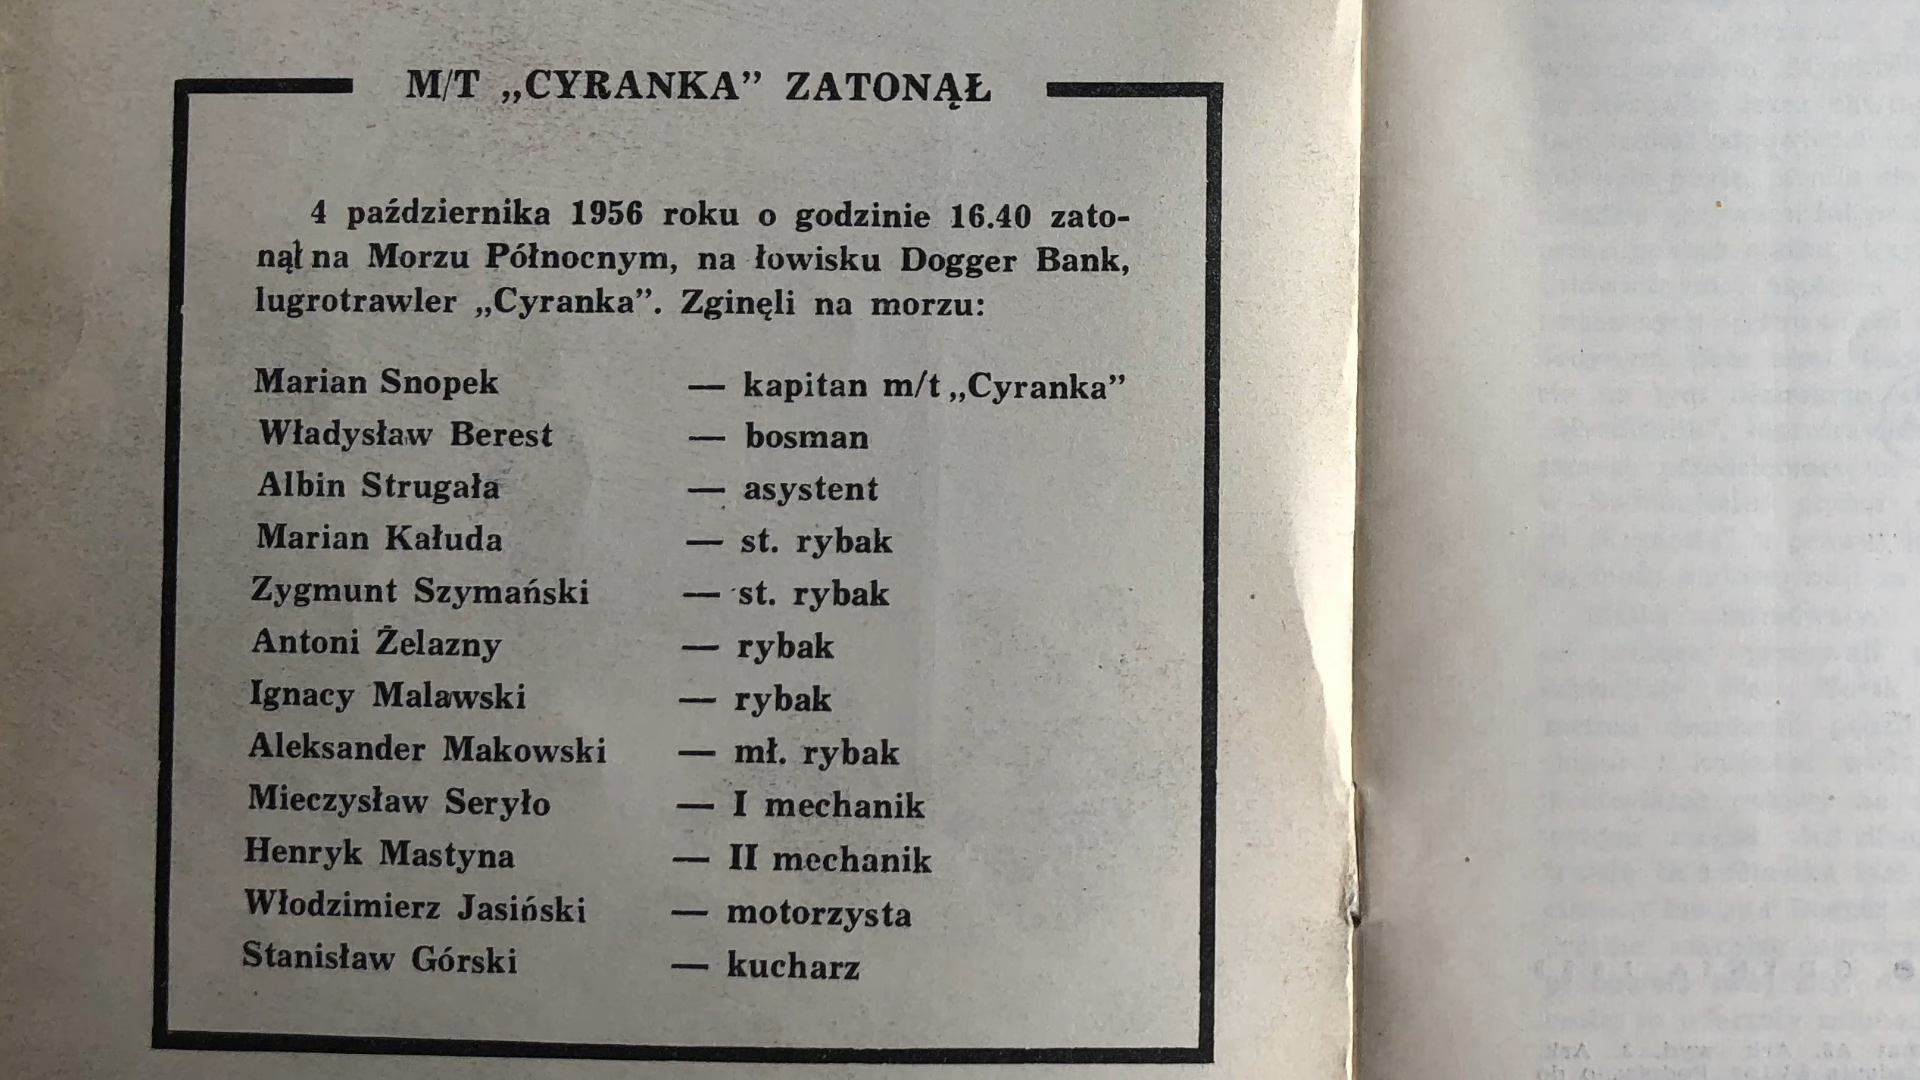 M/T „CYRANKA” ZATONĄŁ
4 października 1956 roku o godzinie 16.40 zato-
nął na Morzu Północnym, na łowisku Dogger Bank,
lugrotrawler „Cyranka”. Zginęli na morzu:
Marian Snopek — kapitan m/t „Cyranka”
Władysław Berest — bosman
Albin Strugała — asystent
Marian Kałuda — st. rybak
Zygmunt Szymański — st. rybak
Antoni Żelazny — rybak
Ignacy Malawski — rybak
Aleksander Makowski — mł. rybak
Mieczysław Seryło — I mechanik
Henryk Mastyna — II mechanik
Włodzimierz Jasiński — motorzysta
Stanisław Górski — kucharz